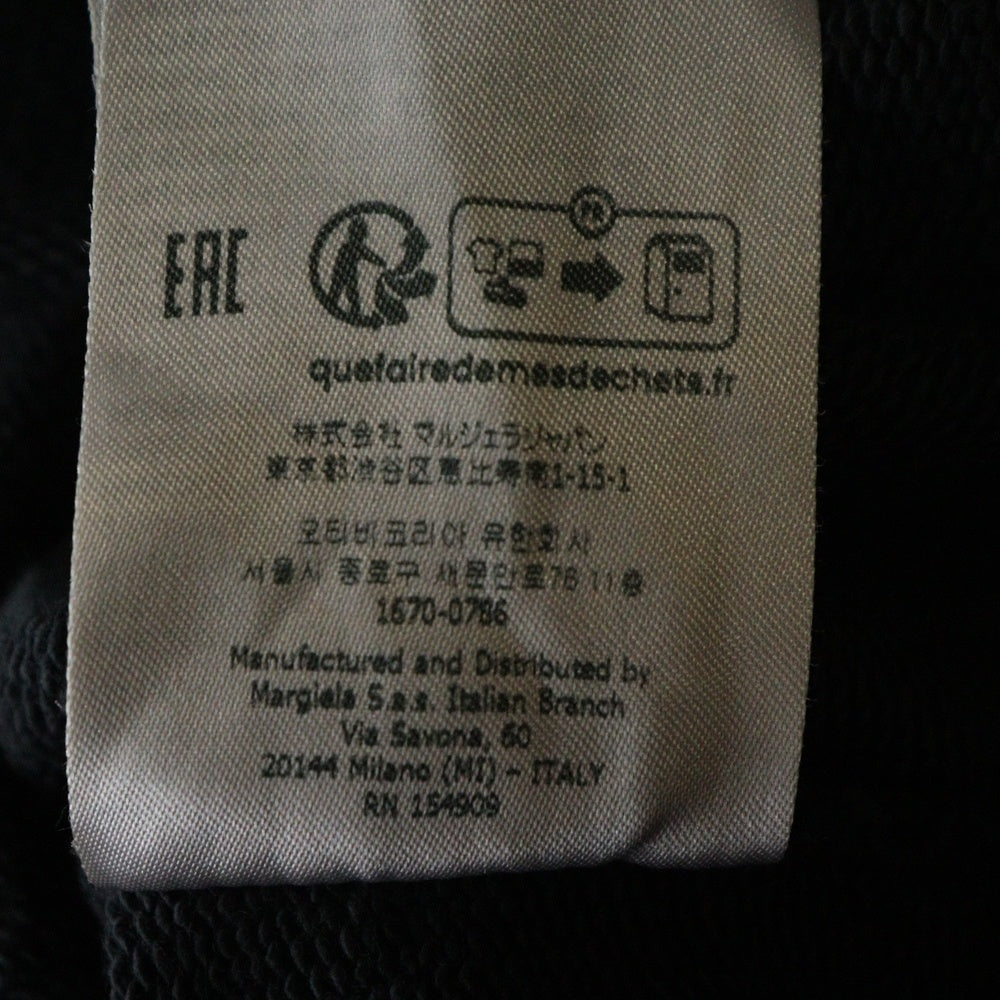 EAC
FR
quefairedemesdechets.fr
株式会社 マルジェラジャパン
東京都渋谷区恵比寿南1-15-1
오티비코리아 유한회사
서울시 종로구 새문안로76 11층
1670-0786
Manufactured and Distributed by
Margiela S.a.s. Italian Branch
Via Savona, 60
20144 Milano (MI) - ITALY
RN 154909